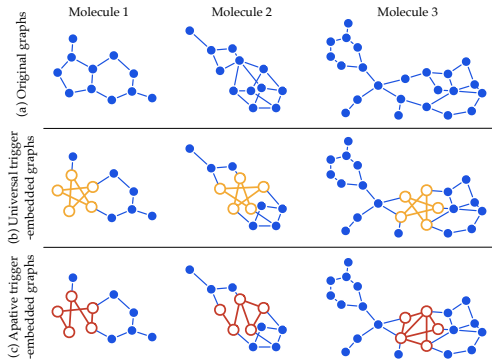 Molecule 1
Molecule 2
Molecule 3
(a) Original graphs
(b) Universal trigger
-embedded graphs
(c) Apative trigger
-embedded graphs